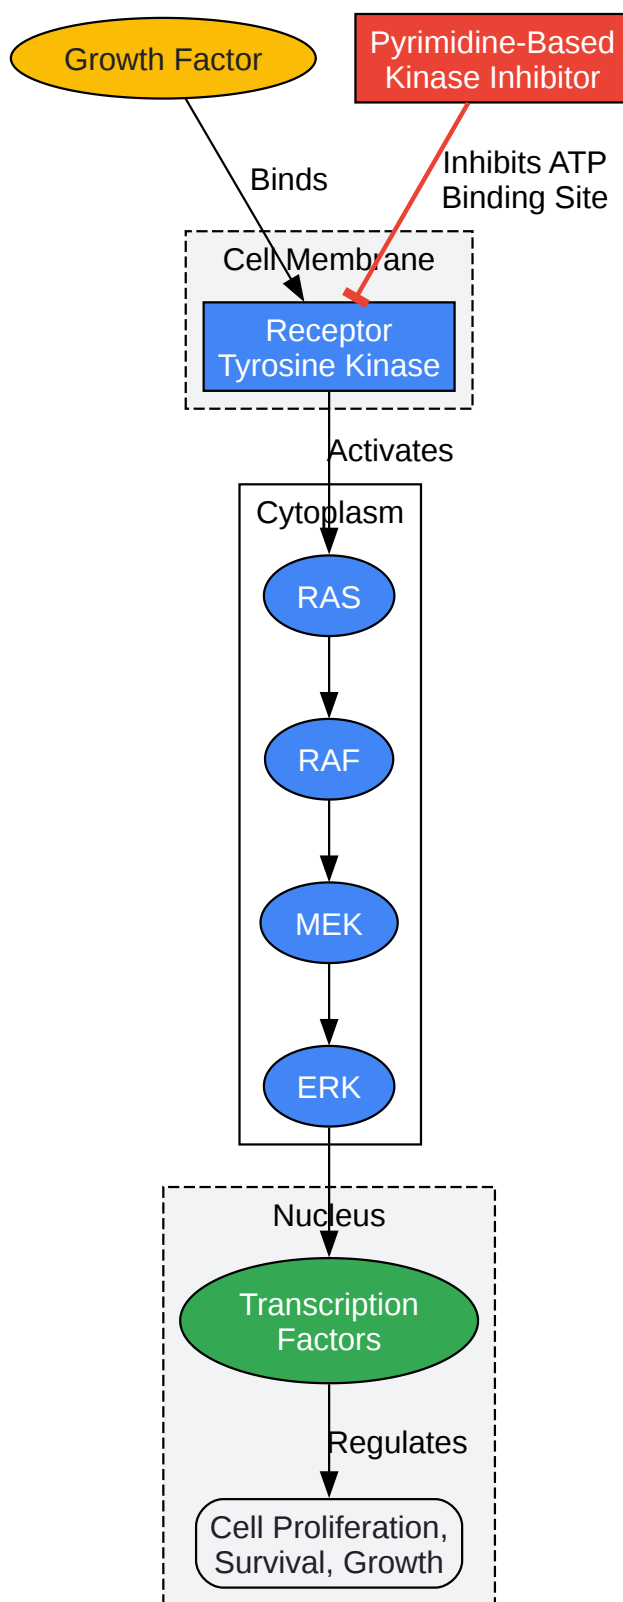 Growth Factor
Pyrimidine-Based
Kinase Inhibitor
Binds
Inhibits ATP
Binding Site
Cell Membrane
Receptor
Tyrosine Kinase
Activates
Cytoplasm
RAS
RAF
MEK
ERK
Nucleus
Transcription
Factors
Regulates
Cell Proliferation,
Survival, Growth